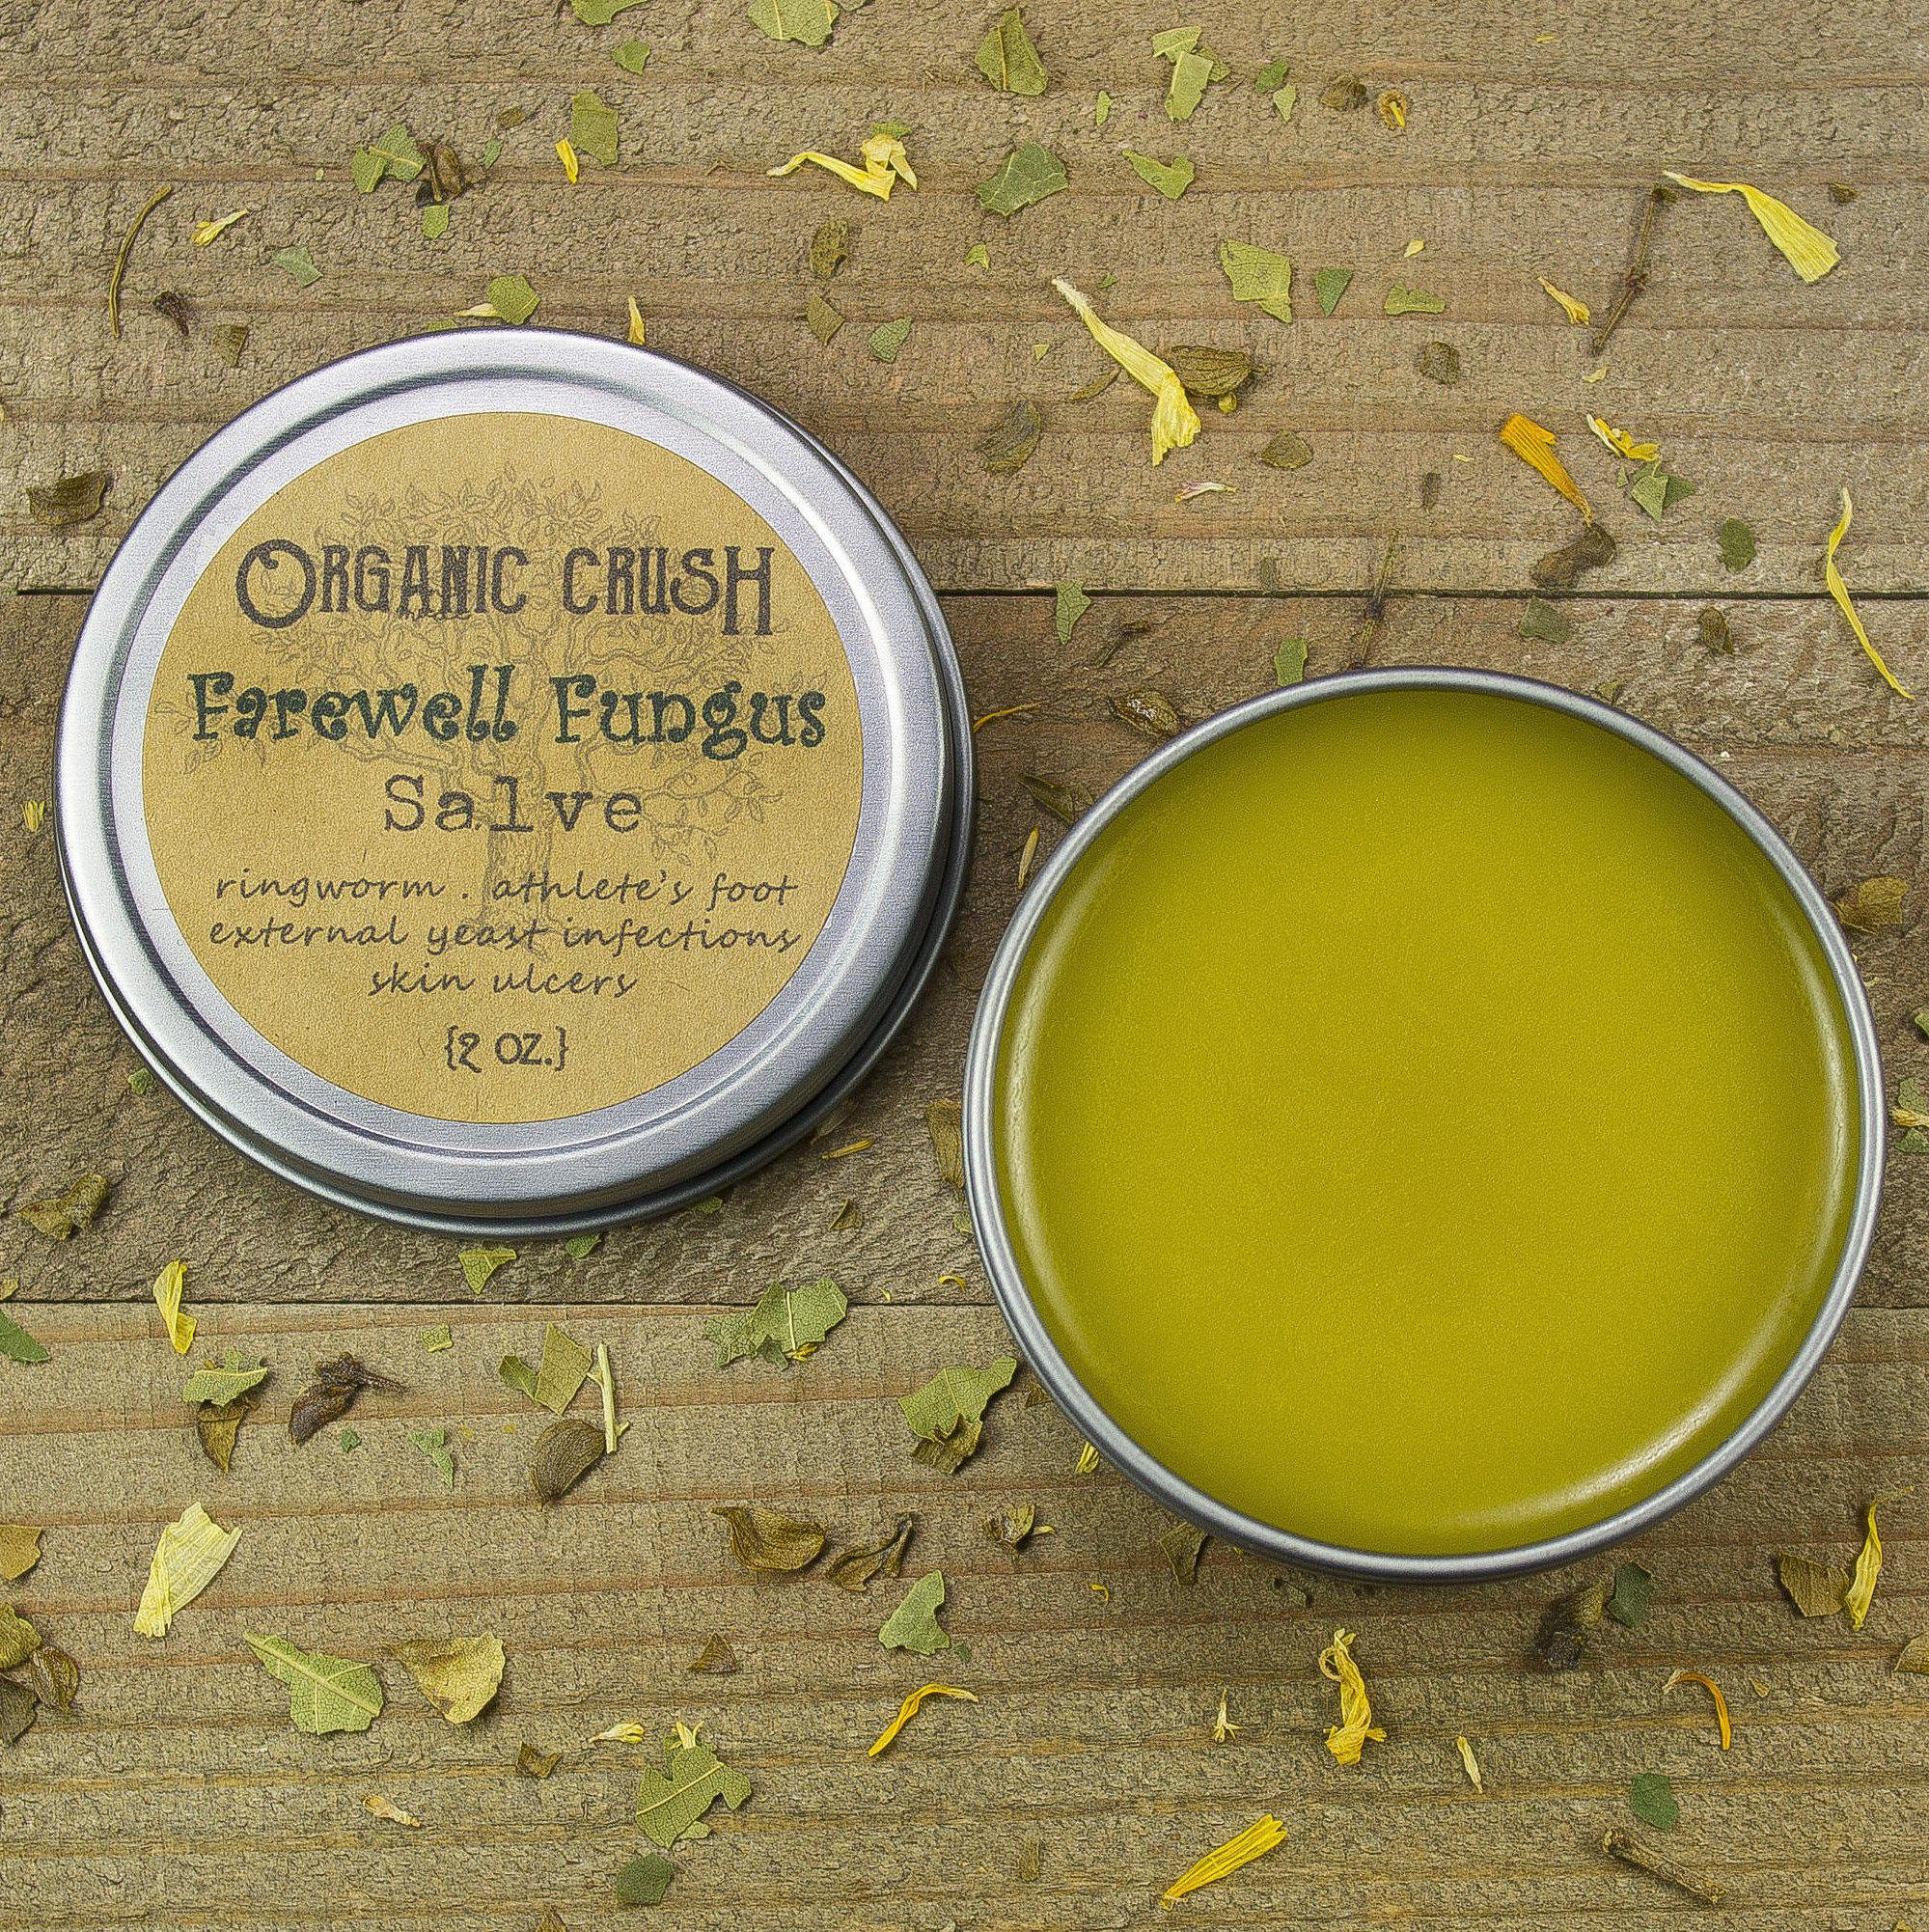 Organic crush
Farewell Fungus
Salve
ringworm . athlete's foot
external yeast infections
skin ulcers
{2 oz.}